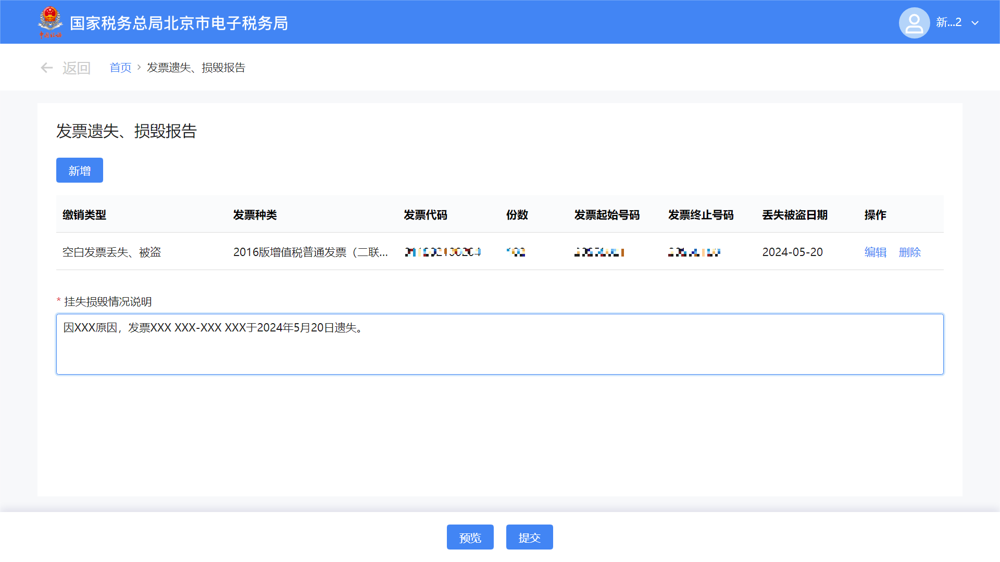 国家税务总局北京市电子税务局
新...2
返回 首页 > 发票遗失、损毁报告
发票遗失、损毁报告
新增
缴销类型 发票种类 发票代码 份数 发票起始号码 发票终止号码 丢失被盗日期 操作
空白发票丢失、被盗 2016版增值税普通发票（二联... 2024-05-20 编辑 删除
* 挂失损毁情况说明
因XXX原因，发票XXX XXX-XXX XXX于2024年5月20日遗失。
预览 提交